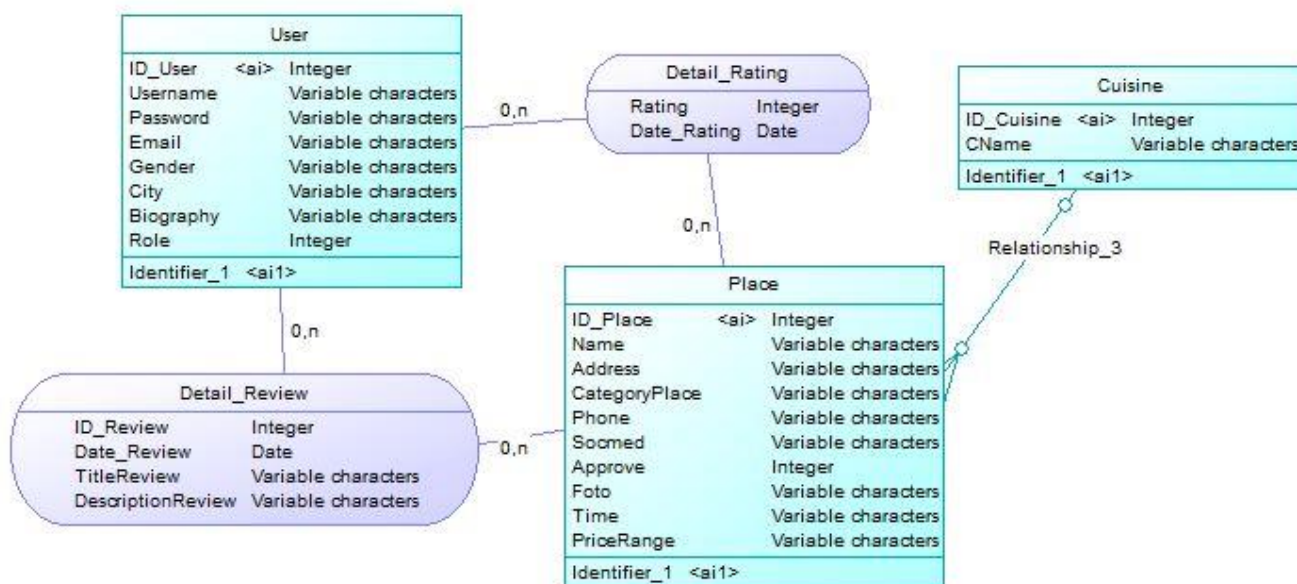 User
ID_User <ai> Integer
Username Variable characters
Password Variable characters
Email Variable characters
Gender Variable characters
City Variable characters
Biography Variable characters
Role Integer
Identifier_1 <ai1>
0,n
Detail_Rating
Rating Integer
Date_Rating Date
0,n
Cuisine
ID_Cuisine <ai> Integer
CName Variable characters
Identifier_1 <ai1>
Relationship_3
0,n
Detail_Review
ID_Review Integer
Date_Review Date
TitleReview Variable characters
DescriptionReview Variable characters
0,n
Place
ID_Place <ai> Integer
Name Variable characters
Address Variable characters
CategoryPlace Variable characters
Phone Variable characters
Socmed Variable characters
Approve Integer
Foto Variable characters
Time Variable characters
PriceRange Variable characters
Identifier_1 <ai1>